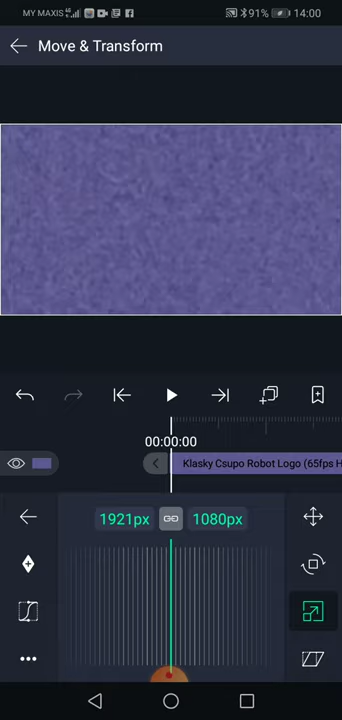 MY MAXIS 91% 14:00
Move & Transform
00:00:00
Klasky Csupo Robot Logo (65fps H
1921px 1080px